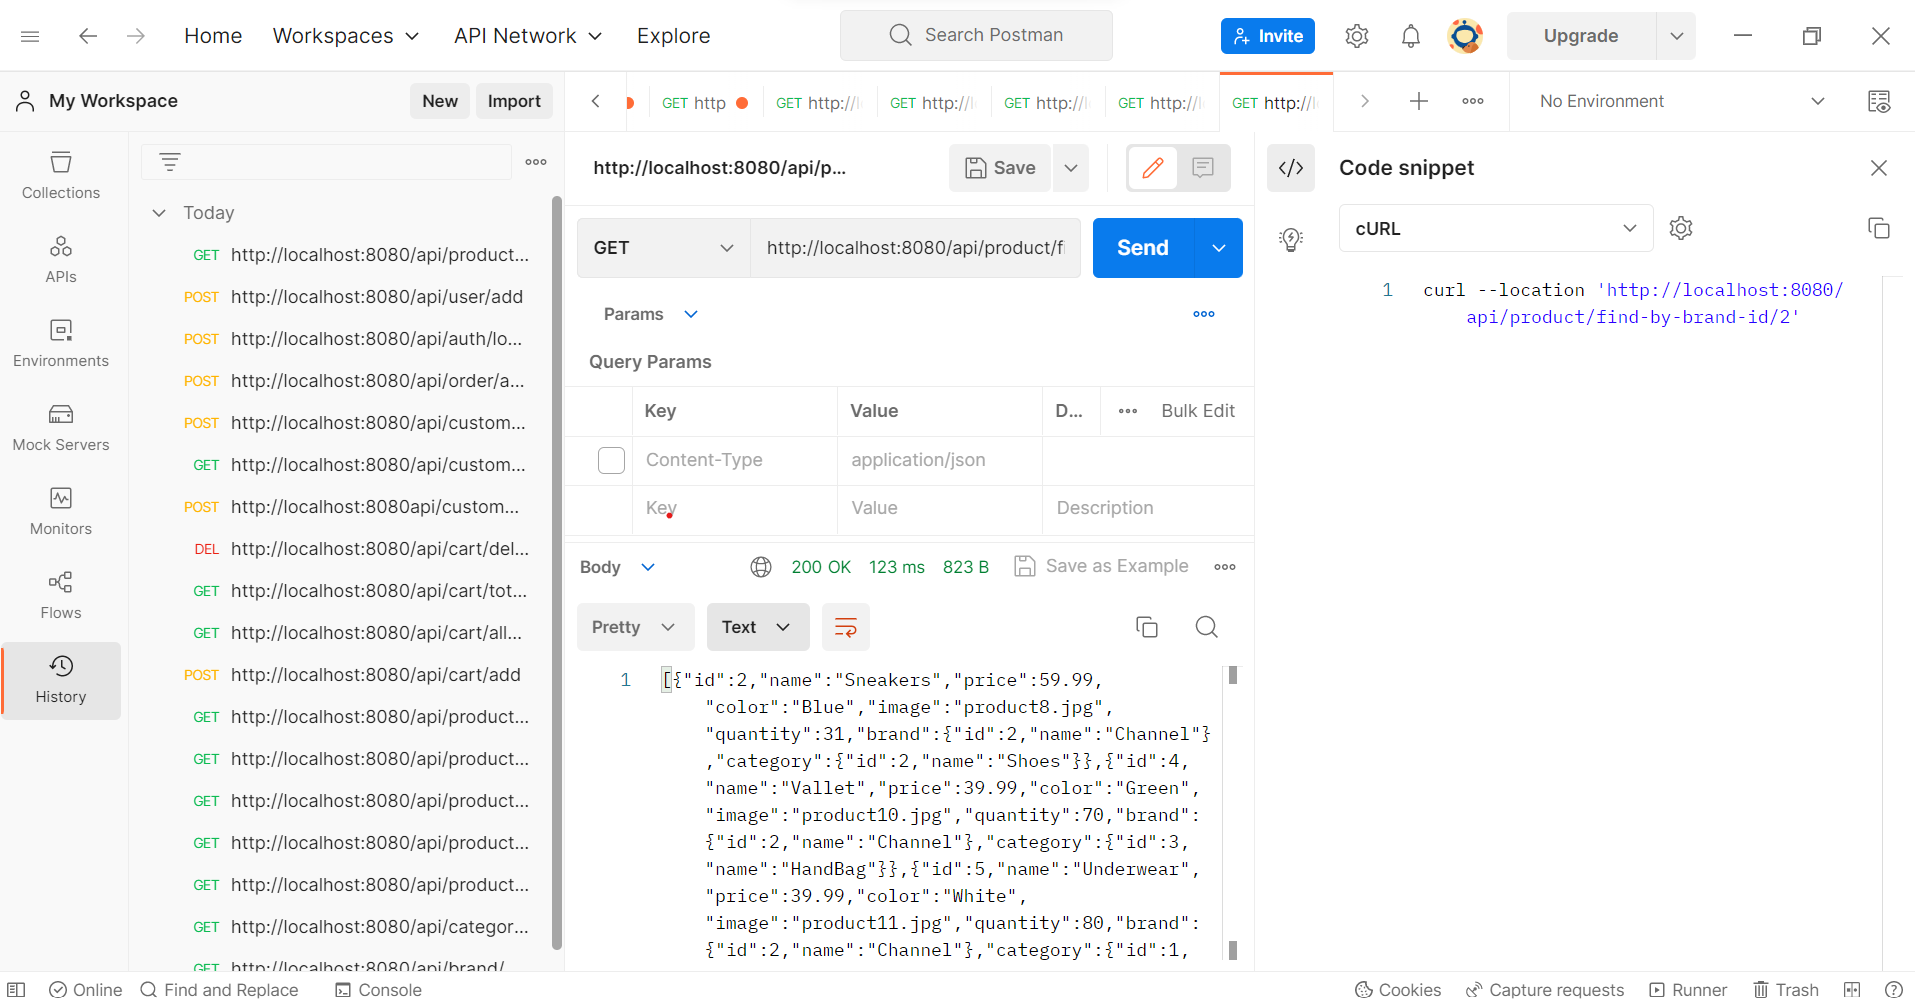 Home Workspaces API Network Explore Search Postman Invite Upgrade
My Workspace New Import GET http GET http://l GET http://l GET http://l GET http://l GET http://l No Environment
Collections
APIs
Environments
Mock Servers
Monitors
Flows
History
Today
GET http://localhost:8080/api/product...
POST http://localhost:8080/api/user/add
POST http://localhost:8080/api/auth/lo...
POST http://localhost:8080/api/order/a...
POST http://localhost:8080/api/custom...
GET http://localhost:8080/api/custom...
POST http://localhost:8080api/custom...
DEL http://localhost:8080/api/cart/del...
GET http://localhost:8080/api/cart/tot...
GET http://localhost:8080/api/cart/all...
POST http://localhost:8080/api/cart/add
GET http://localhost:8080/api/product...
GET http://localhost:8080/api/product...
GET http://localhost:8080/api/product...
GET http://localhost:8080/api/product...
GET http://localhost:8080/api/product...
GET http://localhost:8080/api/categor...
GET http://localhost:8080/api/brand/
http://localhost:8080/api/p... Save
GET http://localhost:8080/api/product/fi Send
Params
Query Params
Key Value D... Bulk Edit
Content-Type application/json
Key Value Description
Body 200 OK 123 ms 823 B Save as Example
Pretty Text
1 [{"id":2,"name":"Sneakers","price":59.99,
"color":"Blue","image":"product8.jpg",
"quantity":31,"brand":{"id":2,"name":"Channel"}
,"category":{"id":2,"name":"Shoes"}},{"id":4,
"name":"Vallet","price":39.99,"color":"Green",
"image":"product10.jpg","quantity":70,"brand":
{"id":2,"name":"Channel"},"category":{"id":3,
"name":"HandBag"}},{"id":5,"name":"Underwear",
"price":39.99,"color":"White",
"image":"product11.jpg","quantity":80,"brand":
{"id":2,"name":"Channel"},"category":{"id":1,
</> Code snippet
cURL
1 curl --location 'http://localhost:8080/
api/product/find-by-brand-id/2'
Online Find and Replace Console Cookies Capture requests Runner Trash